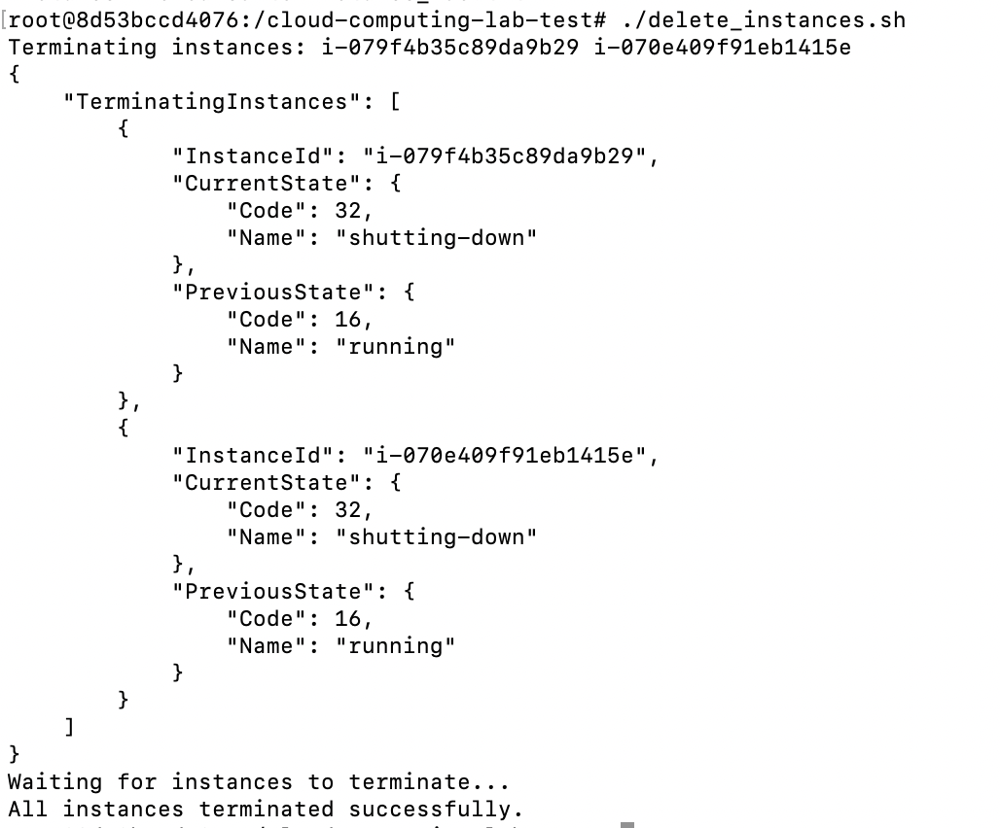 [root@8d53bccd4076:/cloud-computing-lab-test# ./delete_instances.sh
Terminating instances: i-079f4b35c89da9b29 i-070e409f91eb1415e
{
    "TerminatingInstances": [
        {
            "InstanceId": "i-079f4b35c89da9b29",
            "CurrentState": {
                "Code": 32,
                "Name": "shutting-down"
            },
            "PreviousState": {
                "Code": 16,
                "Name": "running"
            }
        },
        {
            "InstanceId": "i-070e409f91eb1415e",
            "CurrentState": {
                "Code": 32,
                "Name": "shutting-down"
            },
            "PreviousState": {
                "Code": 16,
                "Name": "running"
            }
        }
    ]
}
Waiting for instances to terminate...
All instances terminated successfully.